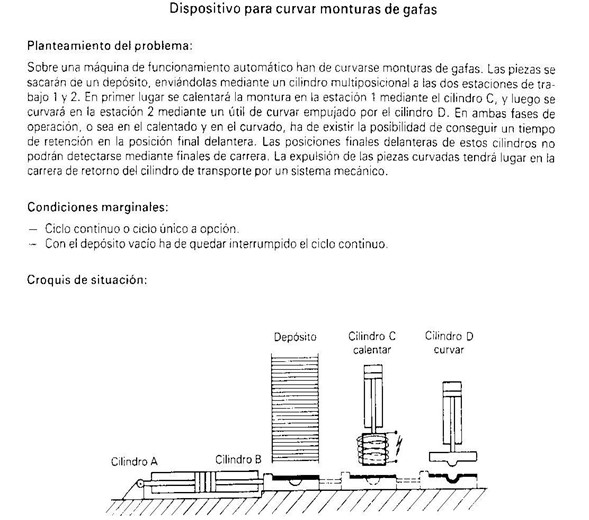 Dispositivo para curvar monturas de gafas
Planteamiento del problema:
Sobre una máquina de funcionamiento automático han de curvarse monturas de gafas. Las piezas se
sacarán de un depósito, enviándolas mediante un cilindro multiposicional a las dos estaciones de tra-
bajo 1 y 2. En primer lugar se calentará la montura en la estación 1 mediante el cilindro C, y luego se
curvará en la estación 2 mediante un útil de curvar empujado por el cilindro D. En ambas fases de
operación, o sea en el calentado y en el curvado, ha de existir la posibilidad de conseguir un tiempo
de retención en la posición final delantera. Las posiciones finales delanteras de estos cilindros no
podrán detectarse mediante finales de carrera. La expulsión de las piezas curvadas tendrá lugar en la
carrera de retorno del cilindro de transporte por un sistema mecánico.
Condiciones marginales:
— Ciclo continuo o ciclo único a opción.
— Con el depósito vacío ha de quedar interrumpido el ciclo continuo.
Croquis de situación:
Depósito
Cilindro C
calentar
Cilindro D
curvar
Cilindro A
Cilindro B